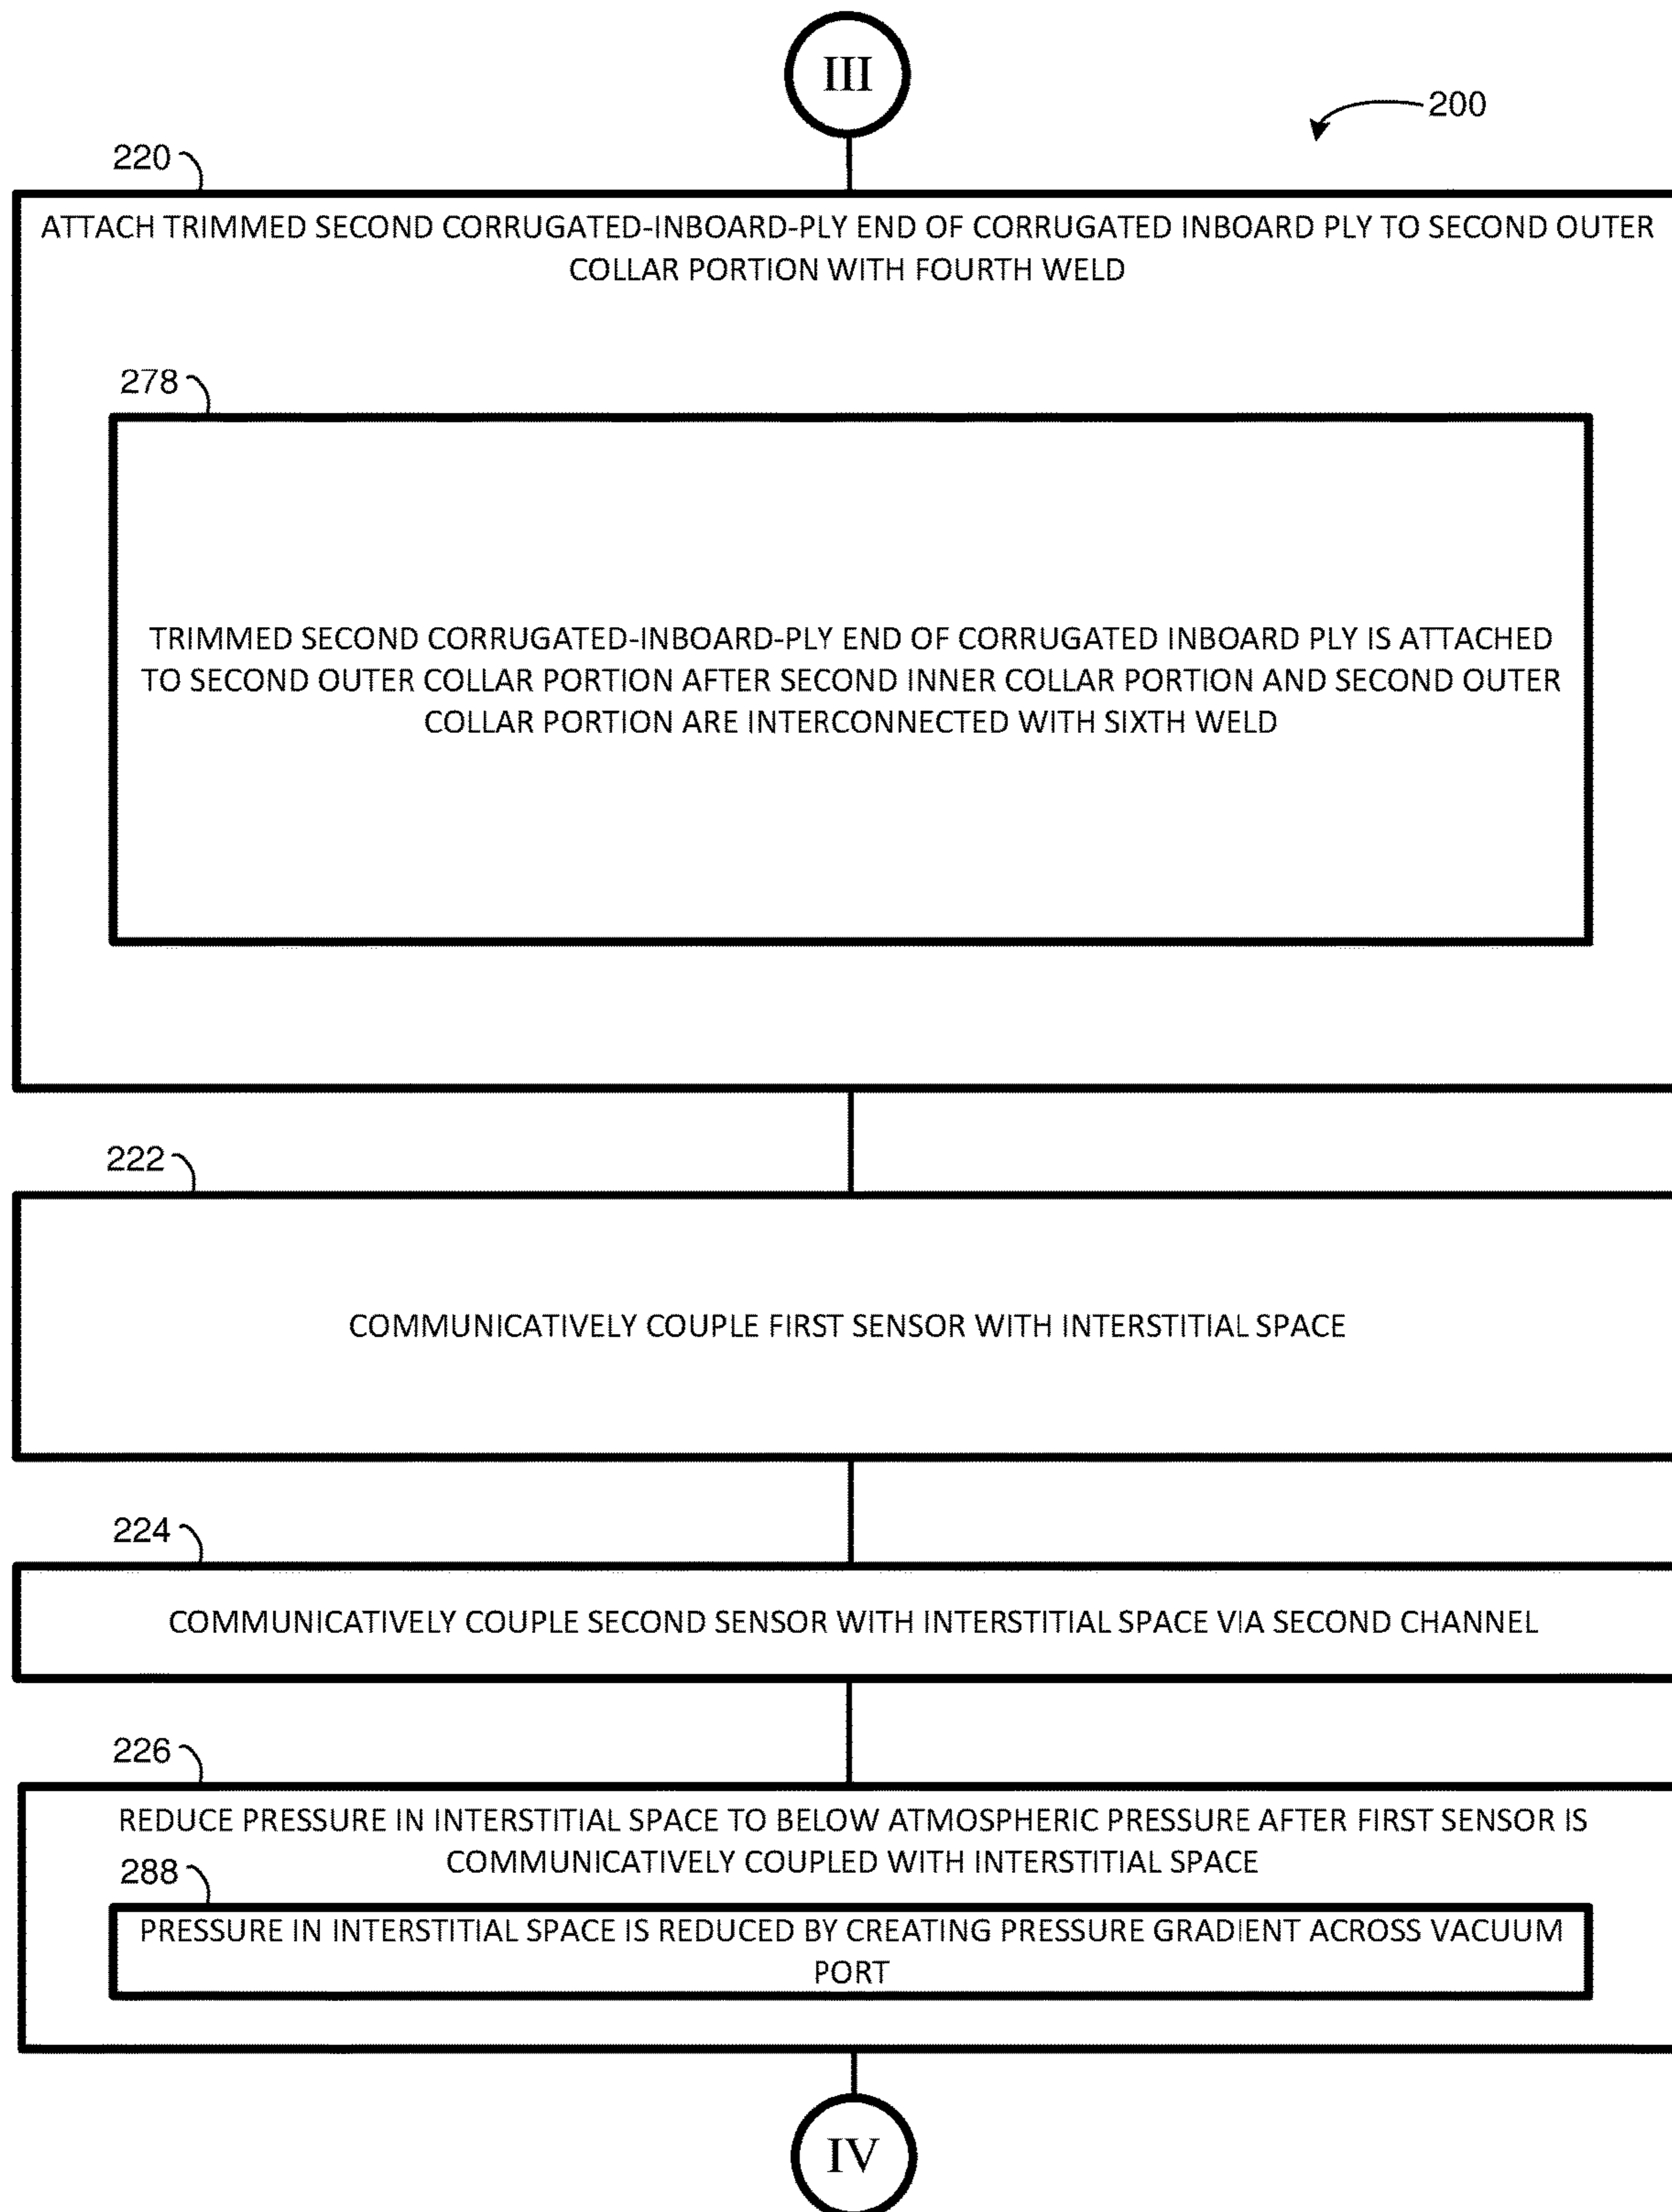 III
200
220
ATTACH TRIMMED SECOND CORRUGATED-INBOARD-PLY END OF CORRUGATED INBOARD PLY TO SECOND OUTER
COLLAR PORTION WITH FOURTH WELD
278
TRIMMED SECOND CORRUGATED-INBOARD-PLY END OF CORRUGATED INBOARD PLY IS ATTACHED
TO SECOND OUTER COLLAR PORTION AFTER SECOND INNER COLLAR PORTION AND SECOND OUTER
COLLAR PORTION ARE INTERCONNECTED WITH SIXTH WELD
222
COMMUNICATIVELY COUPLE FIRST SENSOR WITH INTERSTITIAL SPACE
224
COMMUNICATIVELY COUPLE SECOND SENSOR WITH INTERSTITIAL SPACE VIA SECOND CHANNEL
226
REDUCE PRESSURE IN INTERSTITIAL SPACE TO BELOW ATMOSPHERIC PRESSURE AFTER FIRST SENSOR IS
COMMUNICATIVELY COUPLED WITH INTERSTITIAL SPACE
288
PRESSURE IN INTERSTITIAL SPACE IS REDUCED BY CREATING PRESSURE GRADIENT ACROSS VACUUM
PORT
IV